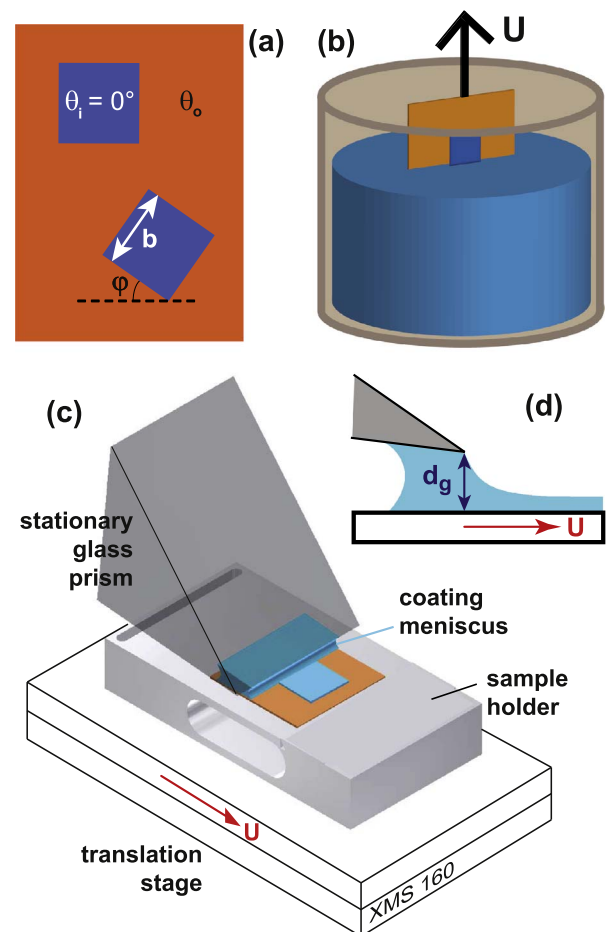 (a)
θi = 0°
θo
b
φ
(b)
U
(c)
stationary
glass
prism
(d)
dg
U
coating
meniscus
sample
holder
U
translation
stage
XMS 160